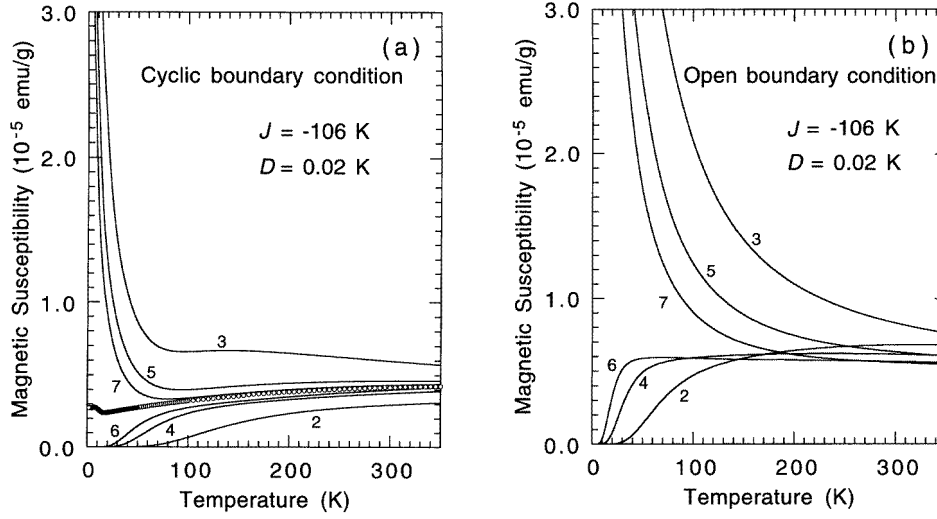 (a)
Cyclic boundary condition
J = -106 K
D = 0.02 K
3
5
7
6
4
2
3.0
2.0
1.0
0.0
0
100
200
300
Magnetic Susceptibility (10⁻⁵ emu/g)
Temperature (K)
(b)
Open boundary condition
J = -106 K
D = 0.02 K
3
5
7
6
4
2
3.0
2.0
1.0
0.0
0
100
200
300
Magnetic Susceptibility (10⁻⁵ emu/g)
Temperature (K)